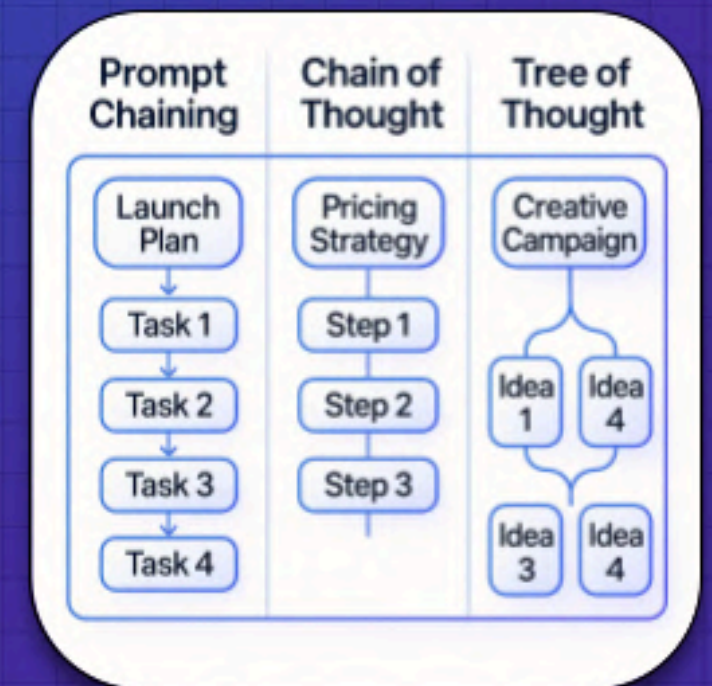 Prompt
Chaining
Launch
Plan
Task 1
Task 2
Task 3
Task 4
Chain of
Thought
Pricing
Strategy
Step 1
Step 2
Step 3
Tree of
Thought
Creative
Campaign
Idea
1
Idea
4
Idea
3
Idea
4